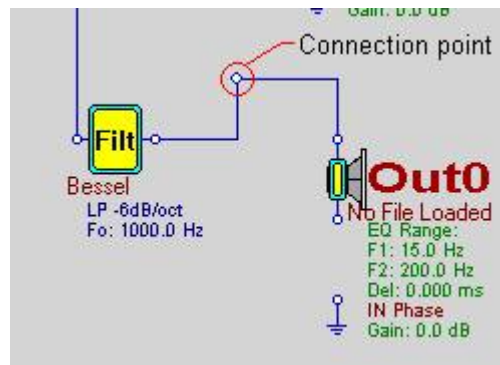 Gain: 0.0 dB
Connection point
Filt
Bessel
LP -6dB/oct
Fo: 1000.0 Hz
Out0
No File Loaded
EQ Range:
F1: 15.0 Hz
F2: 200.0 Hz
Del: 0.000 ms
IN Phase
Gain: 0.0 dB